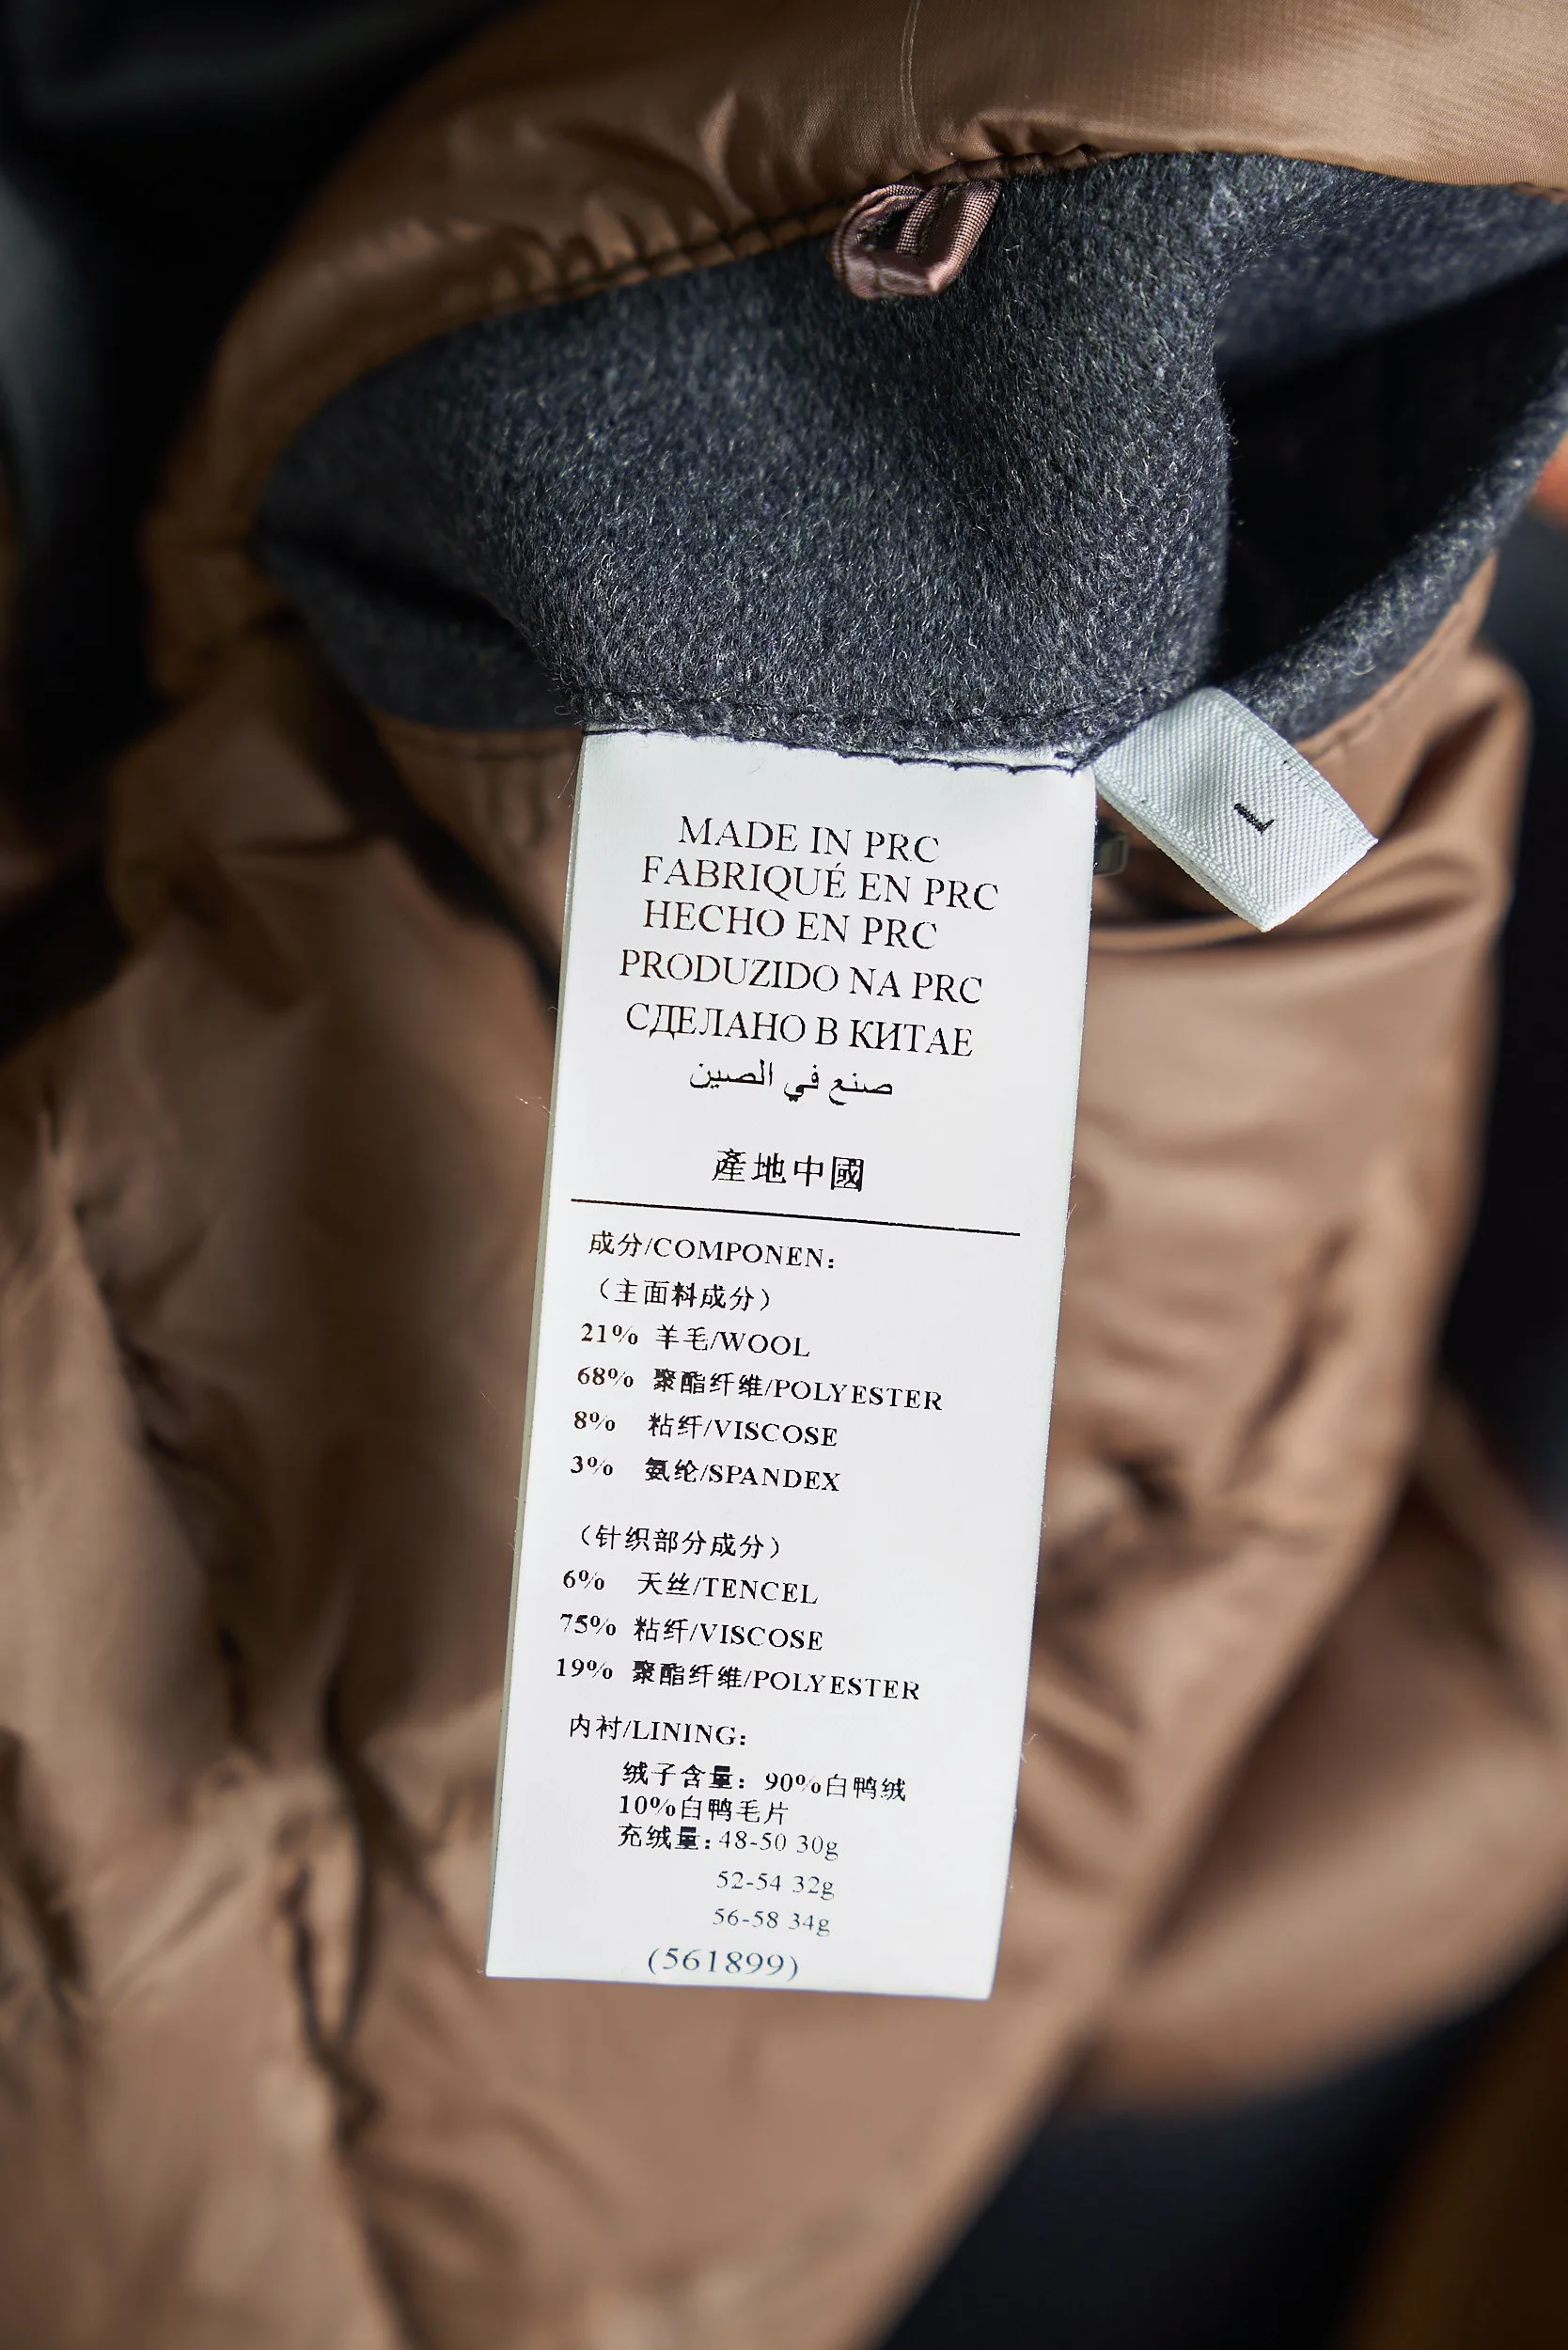 MADE IN PRC
FABRIQUÉ EN PRC
HECHO EN PRC
PRODUZIDO NA PRC
СДЕЛАНО В КИТАЕ
صنع في الصين
產地中國
成分/COMPONEN:
（主面料成分）
21% 羊毛/WOOL
68% 聚酯纤维/POLYESTER
8% 粘纤/VISCOSE
3% 氨纶/SPANDEX
（针织部分成分）
6% 天丝/TENCEL
75% 粘纤/VISCOSE
19% 聚酯纤维/POLYESTER
内衬/LINING:
绒子含量：90%白鸭绒
10%白鸭毛片
充绒量:48-50 30g
52-54 32g
56-58 34g
(561899)
L